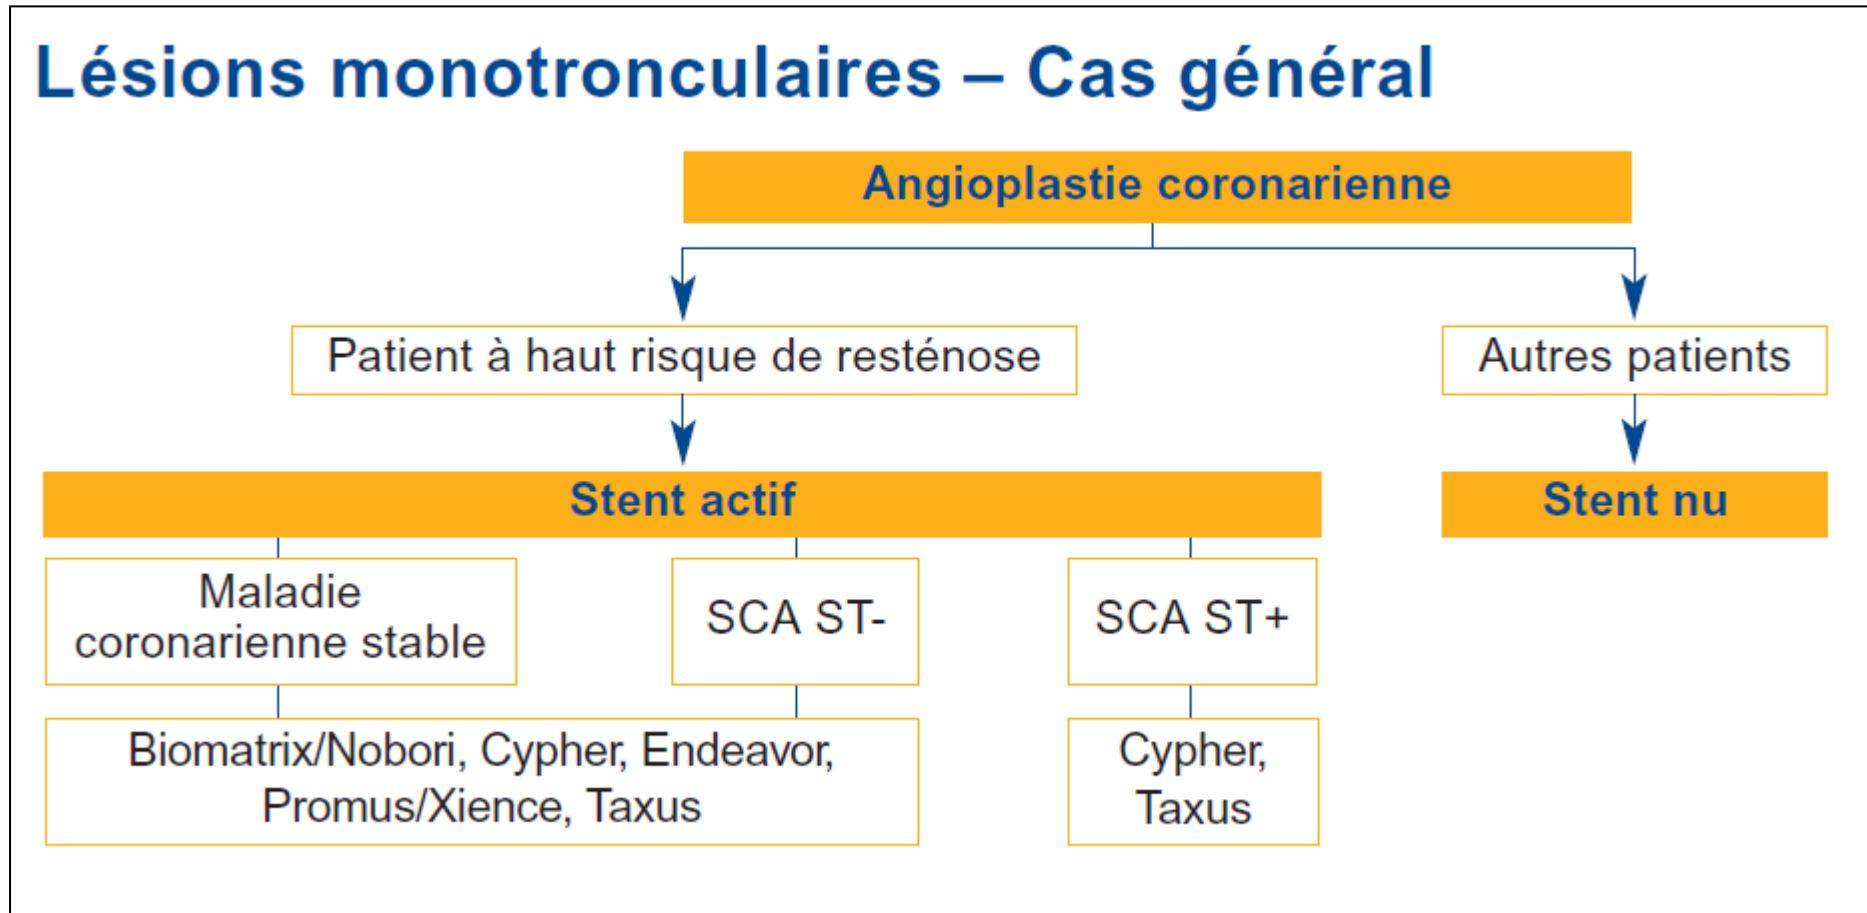 Lésions monotronculaires – Cas général
Angioplastie coronarienne
Patient à haut risque de resténose
Autres patients
Stent actif
Stent nu
Maladie
coronarienne stable
SCA ST-
SCA ST+
Biomatrix/Nobori, Cypher, Endeavor,
Promus/Xience, Taxus
Cypher,
Taxus